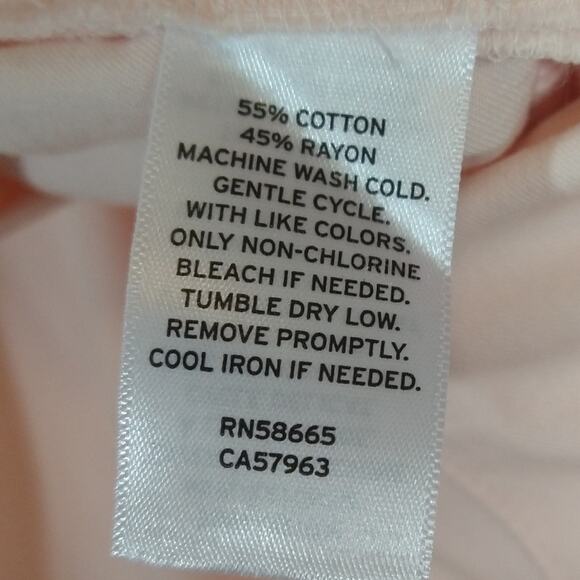 55% COTTON
45% RAYON
MACHINE WASH COLD.
GENTLE CYCLE.
WITH LIKE COLORS.
ONLY NON-CHLORINE
BLEACH IF NEEDED.
TUMBLE DRY LOW.
REMOVE PROMPTLY.
COOL IRON IF NEEDED.
RN58665
CA57963